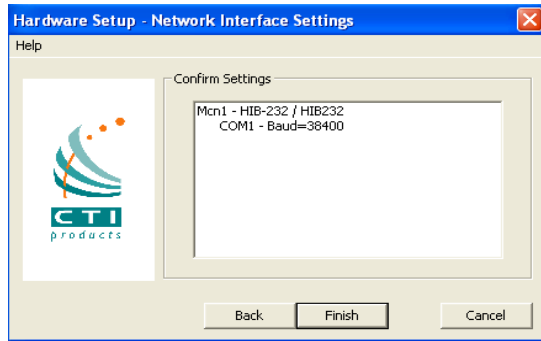 Hardware Setup - Network Interface Settings
Help
Confirm Settings
Mcn1 - HIB-232 / HIB232
COM1 - Baud=38400
CTI
products
Back
Finish
Cancel